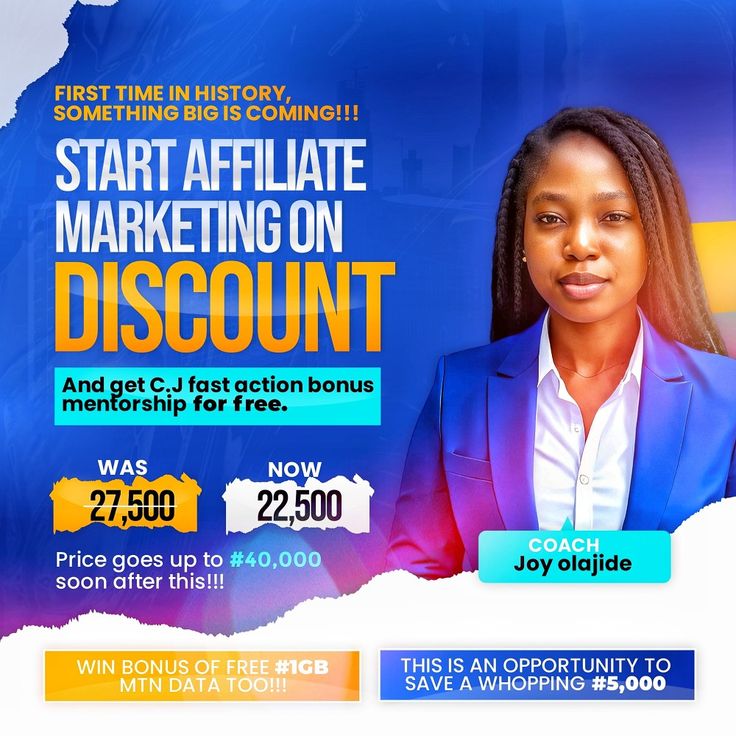 FIRST TIME IN HISTORY,
SOMETHING BIG IS COMING!!!
START AFFILIATE
MARKETING ON
DISCOUNT
And get C.J fast action bonus
mentorship for free.
WAS
27,500
NOW
22,500
Price goes up to #40,000
soon after this!!!
COACH
Joy olajide
WIN BONUS OF FREE #1GB
MTN DATA TOO!!!
THIS IS AN OPPORTUNITY TO
SAVE A WHOPPING #5,000